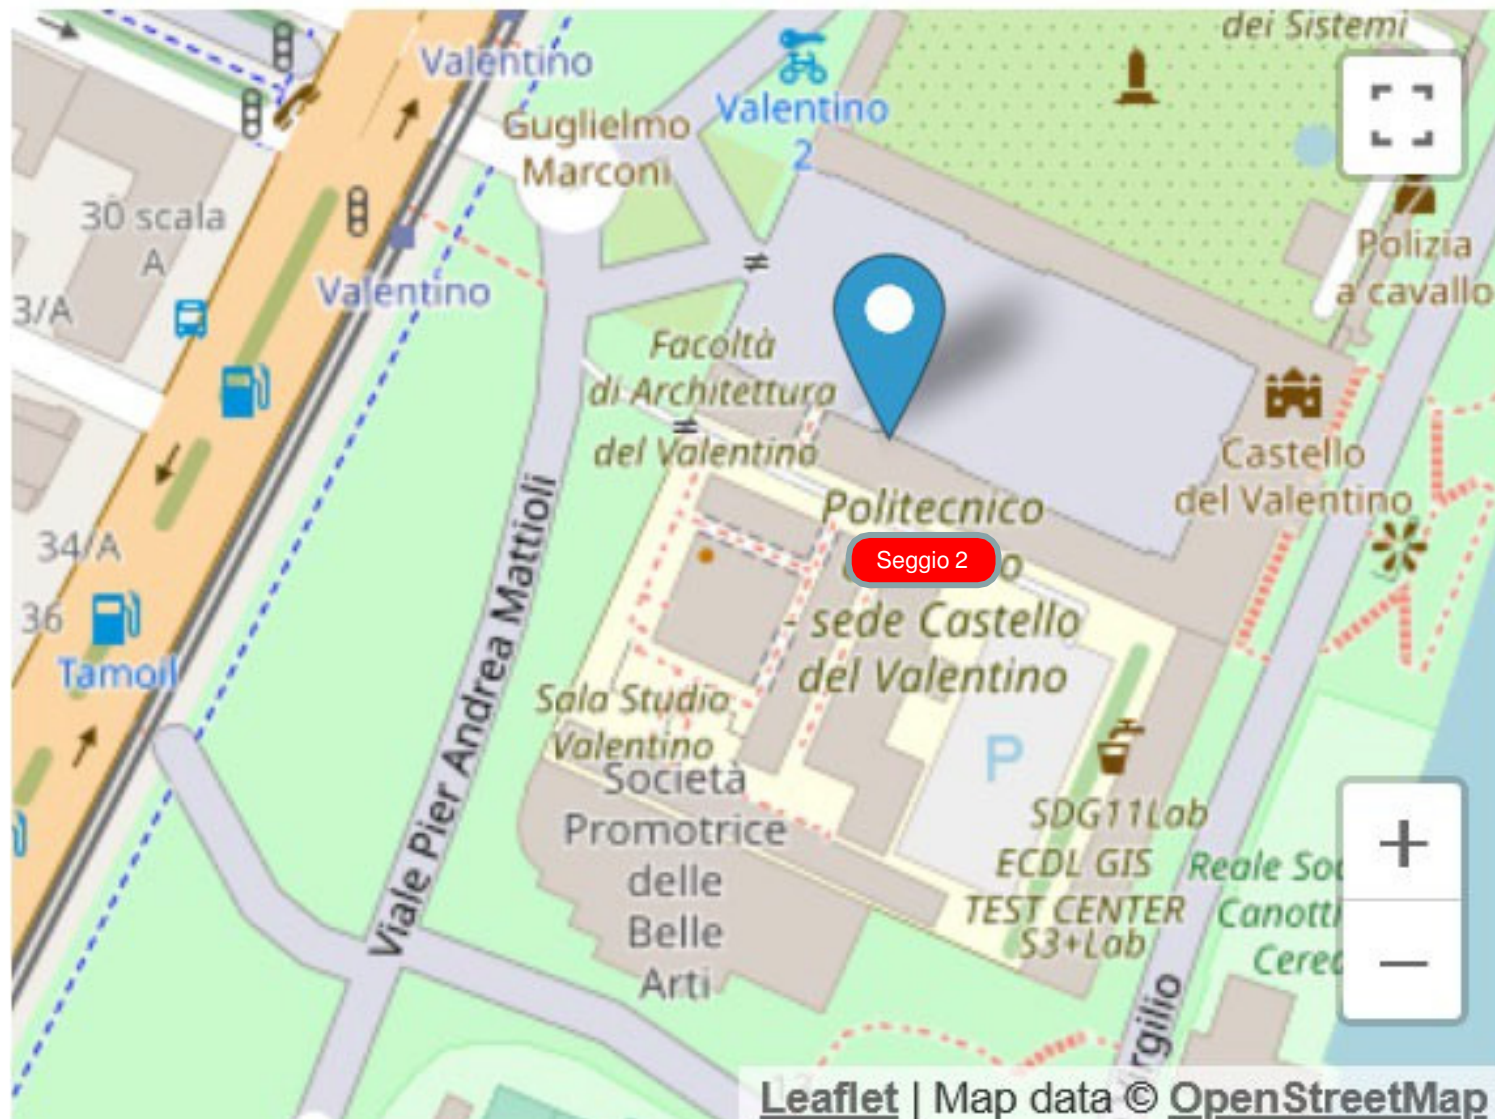 dei Sistemi
Valentino
Valentino
2
Guglielmo
Marconi
30 scala
A
Polizia
a cavallo
Valentino
3/A
Facoltà
di Architettura
del Valentino
Castello
del Valentino
Politecnico
Seggio 2
sede Castello
del Valentino
34/A
36
Tamoil
Viale Pier Andrea Mattioli
Sala Studio
Valentino
Società
Promotrice
delle
Belle
Arti
P
SDG11Lab
ECDL GIS
TEST CENTER
S3+Lab
Reale
+
−
Leaflet | Map data © OpenStreetMap